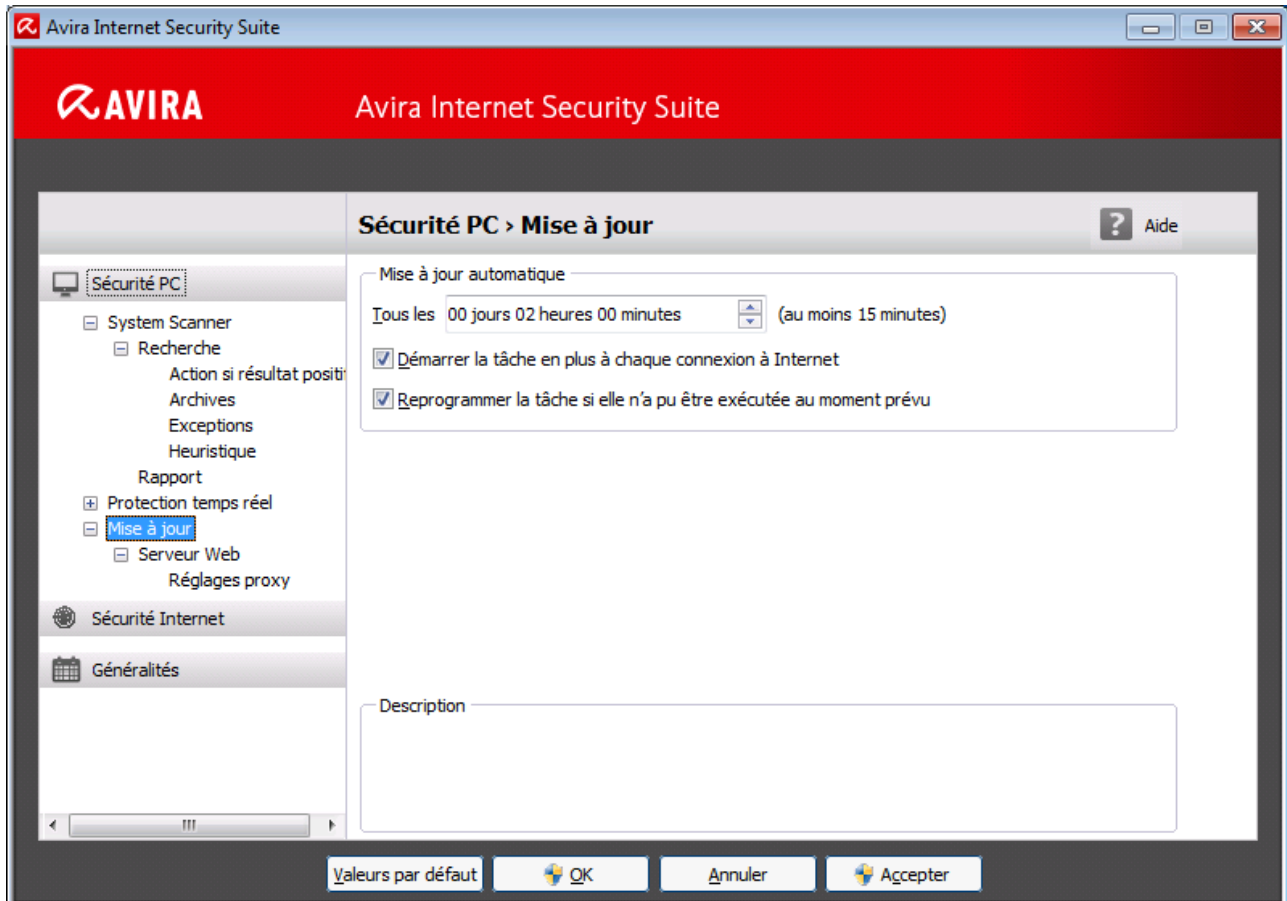 Avira Internet Security Suite
AVIRA
Avira Internet Security Suite
Sécurité PC › Mise à jour
Aide
Sécurité PC
System Scanner
Recherche
Action si résultat positif
Archives
Exceptions
Heuristique
Rapport
Protection temps réel
Mise à jour
Serveur Web
Réglages proxy
Sécurité Internet
Généralités
Mise à jour automatique
Tous les 00 jours 02 heures 00 minutes (au moins 15 minutes)
Démarrer la tâche en plus à chaque connexion à Internet
Reprogrammer la tâche si elle n'a pu être exécutée au moment prévu
Description
Valeurs par défaut
OK
Annuler
Accepter